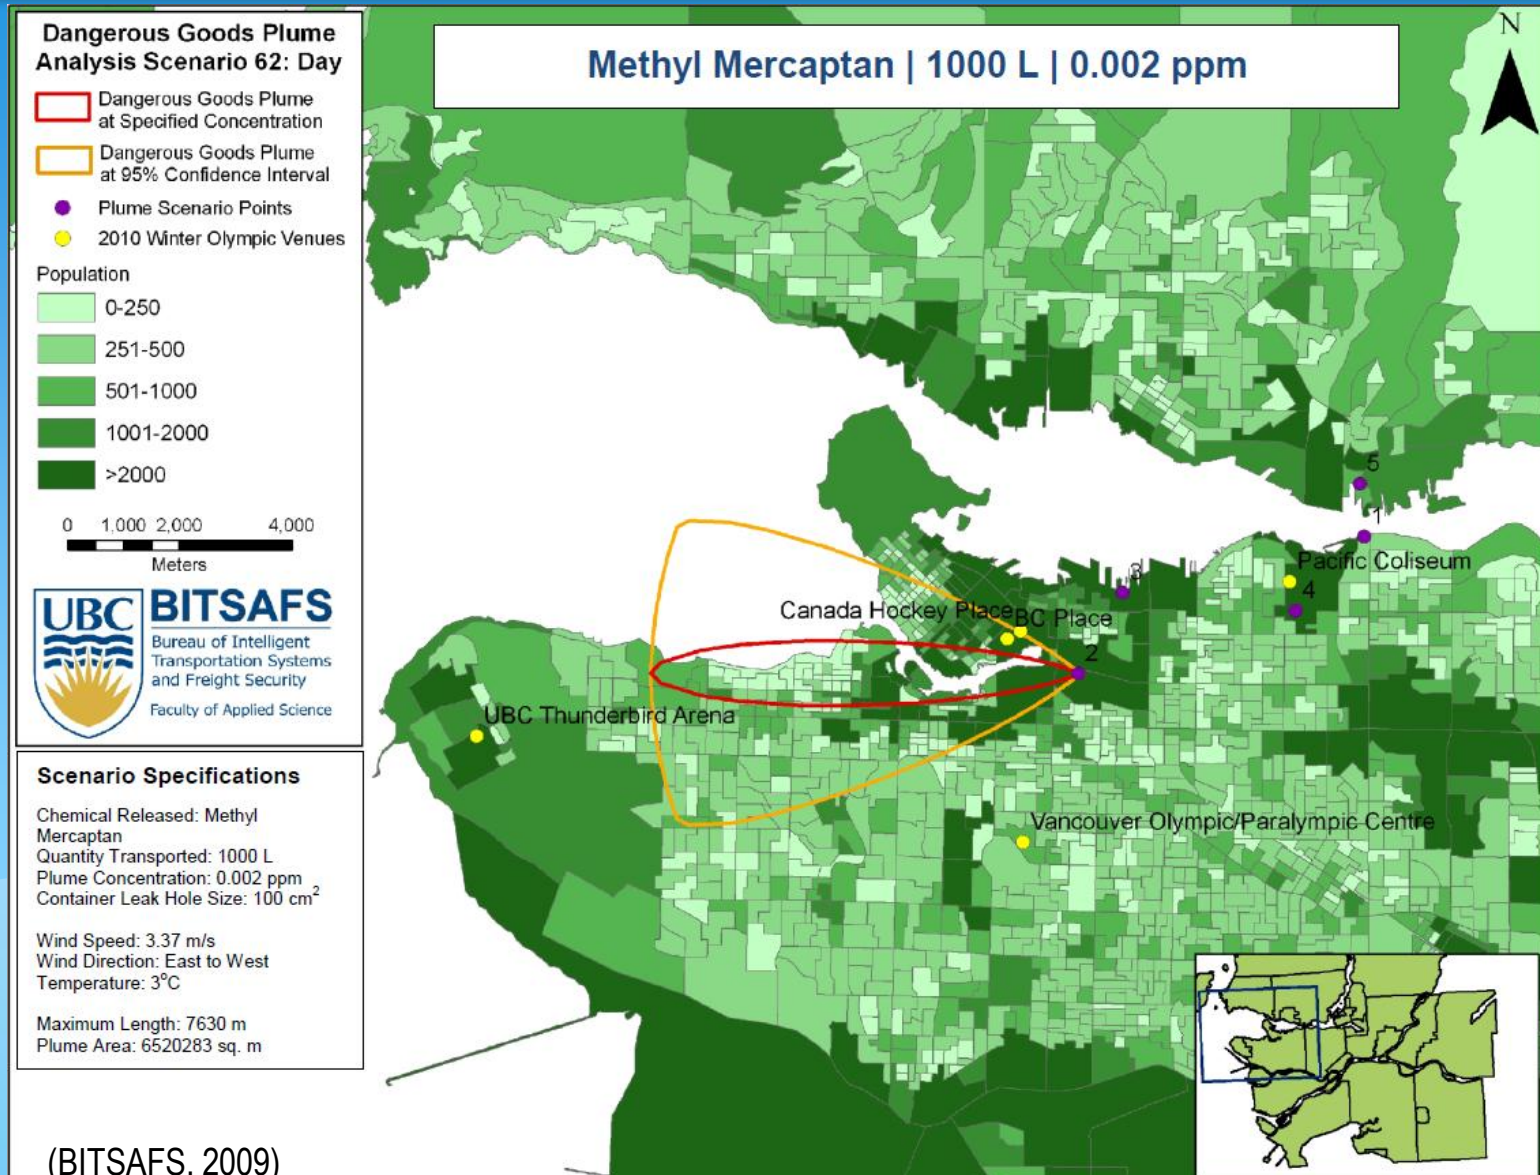 Dangerous Goods Plume
Analysis Scenario 62: Day
Dangerous Goods Plume
at Specified Concentration
Dangerous Goods Plume
at 95% Confidence Interval
Plume Scenario Points
2010 Winter Olympic Venues
Population
0-250
251-500
501-1000
1001-2000
>2000
0 1,000 2,000 4,000
Meters
UBC
BITSAFS
Bureau of Intelligent
Transportation Systems
and Freight Security
Faculty of Applied Science
Scenario Specifications
Chemical Released: Methyl
Mercaptan
Quantity Transported: 1000 L
Plume Concentration: 0.002 ppm
Container Leak Hole Size: 100 cm²
Wind Speed: 3.37 m/s
Wind Direction: East to West
Temperature: 3°C
Maximum Length: 7630 m
Plume Area: 6520283 sq. m
(BITSAFS, 2009)
Methyl Mercaptan | 1000 L | 0.002 ppm
N
5
1
Pacific Coliseum
3
4
Canada Hockey Place
BC Place
2
UBC Thunderbird Arena
Vancouver Olympic/Paralympic Centre